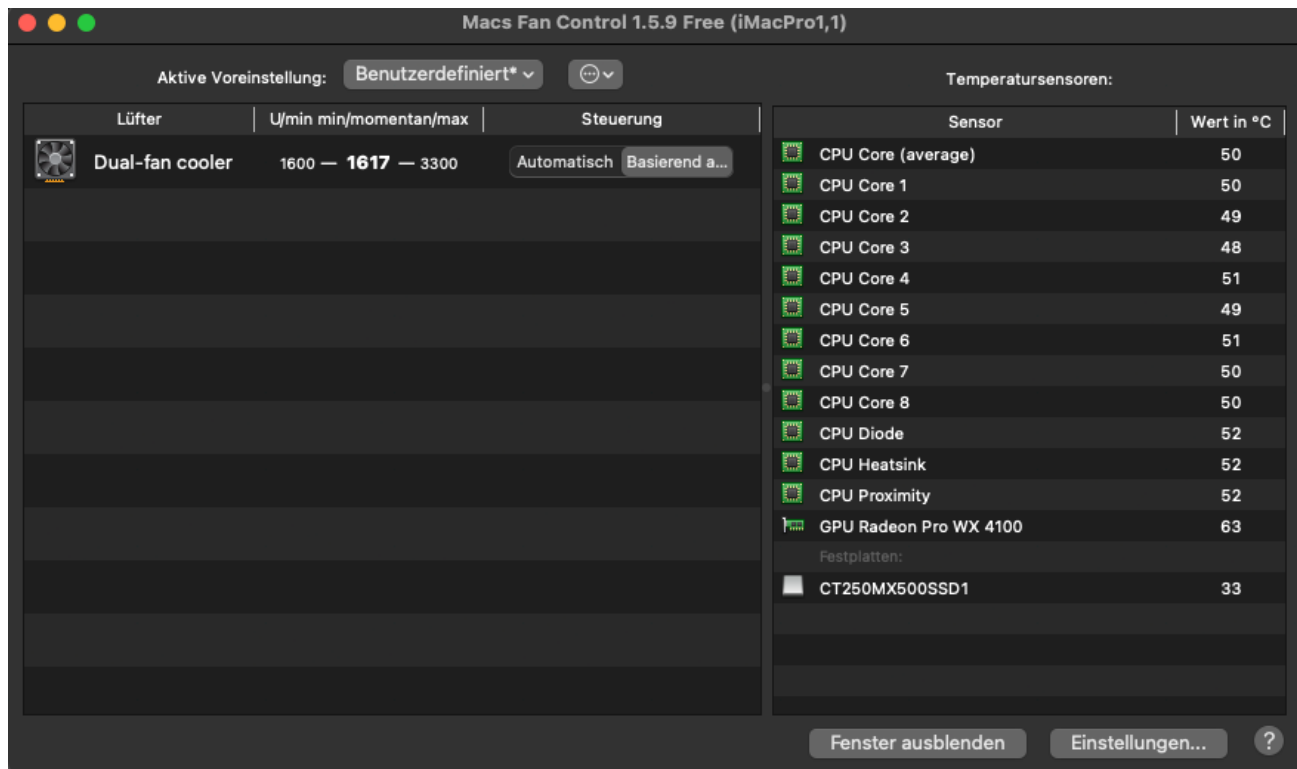 Macs Fan Control 1.5.9 Free (iMacPro1,1)
Aktive Voreinstellung: Benutzerdefiniert*
Temperatursensoren:
Lüfter U/min min/momentan/max Steuerung
Dual-fan cooler 1600 — 1617 — 3300 Automatisch Basierend a...
Sensor Wert in °C
CPU Core (average) 50
CPU Core 1 50
CPU Core 2 49
CPU Core 3 48
CPU Core 4 51
CPU Core 5 49
CPU Core 6 51
CPU Core 7 50
CPU Core 8 50
CPU Diode 52
CPU Heatsink 52
CPU Proximity 52
GPU Radeon Pro WX 4100 63
Festplatten:
CT250MX500SSD1 33
Fenster ausblenden Einstellungen... ?